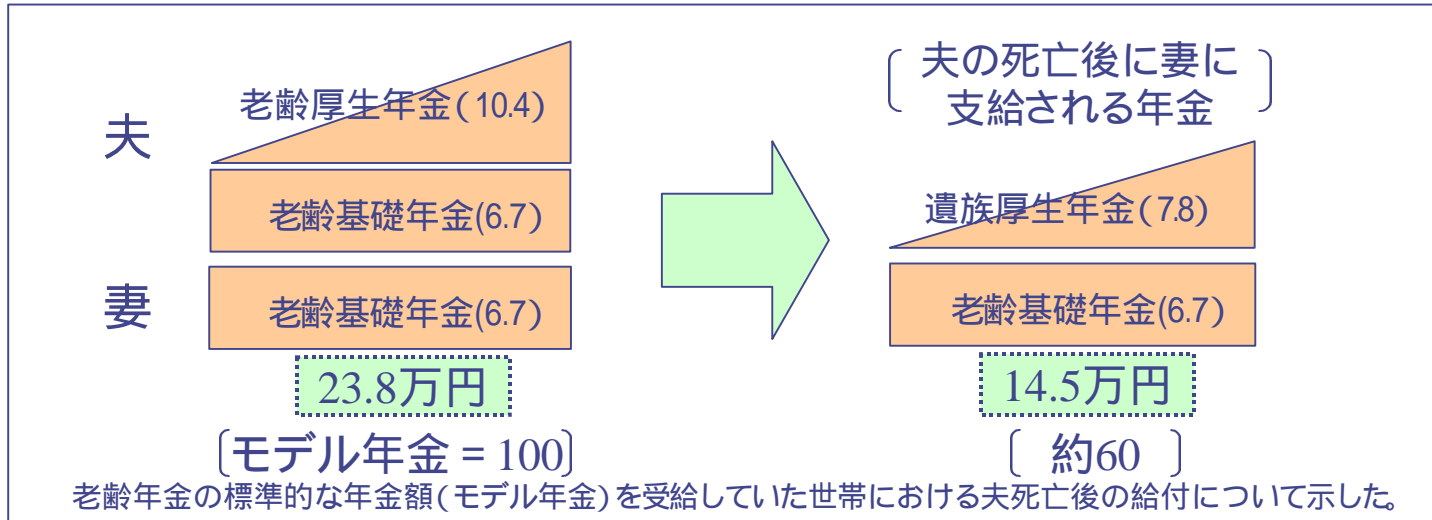 夫
老齢厚生年金(10.4)
老齢基礎年金(6.7)
妻
老齢基礎年金(6.7)
23.8万円
〔モデル年金 = 100〕
〔夫の死亡後に妻に
支給される年金〕
遺族厚生年金(7.8)
老齢基礎年金(6.7)
14.5万円
〔 約60 〕
老齢年金の標準的な年金額(モデル年金)を受給していた世帯における夫死亡後の給付について示した。